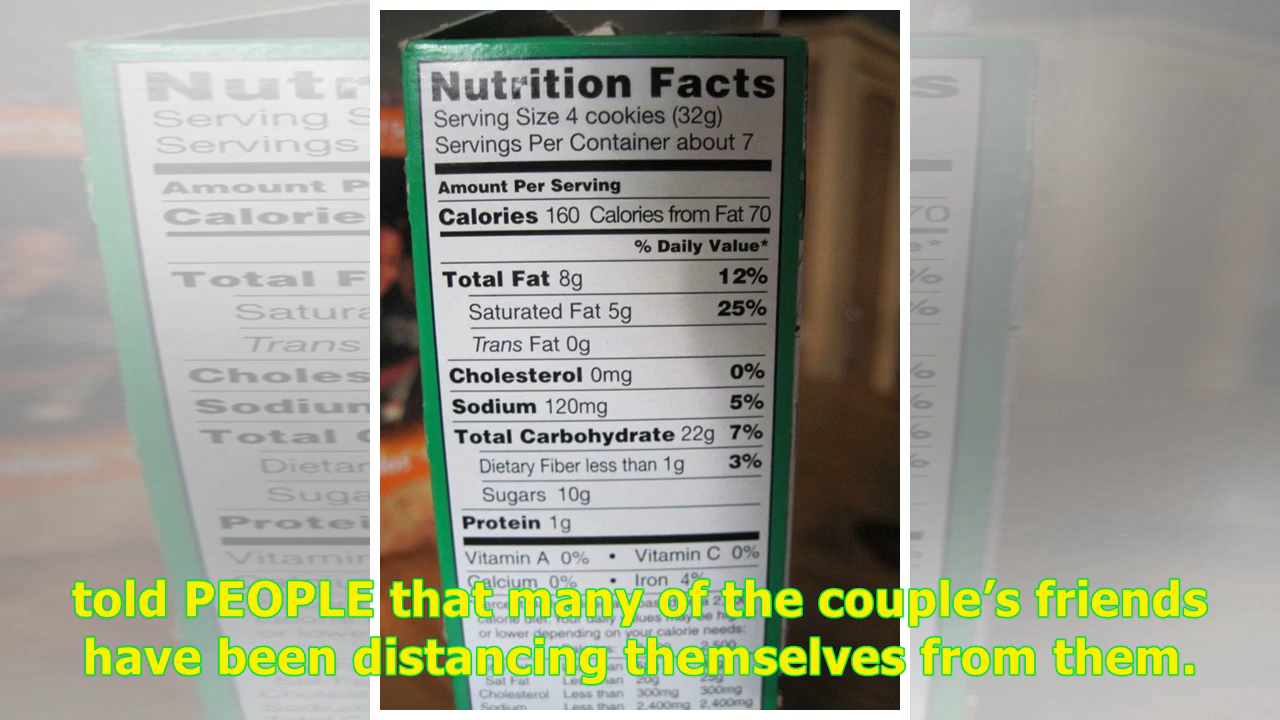 Nutrition Facts
Serving Size 4 cookies (32g)
Servings Per Container about 7
Amount Per Serving
Calories 160 Calories from Fat 70
% Daily Value*
Total Fat 8g 12%
Saturated Fat 5g 25%
Trans Fat 0g
Cholesterol 0mg 0%
Sodium 120mg 5%
Total Carbohydrate 22g 7%
Dietary Fiber less than 1g 3%
Sugars 10g
Protein 1g
Vitamin A 0% • Vitamin C 0%
Calcium 0% • Iron 4%
or lower depending on your calorie needs:
Sat Fat 20g 25g
Cholesterol Less than 300mg 300mg
Sodium Less than 2,400mg 2,400mg
told PEOPLE that many of the couple’s friends
have been distancing themselves from them.